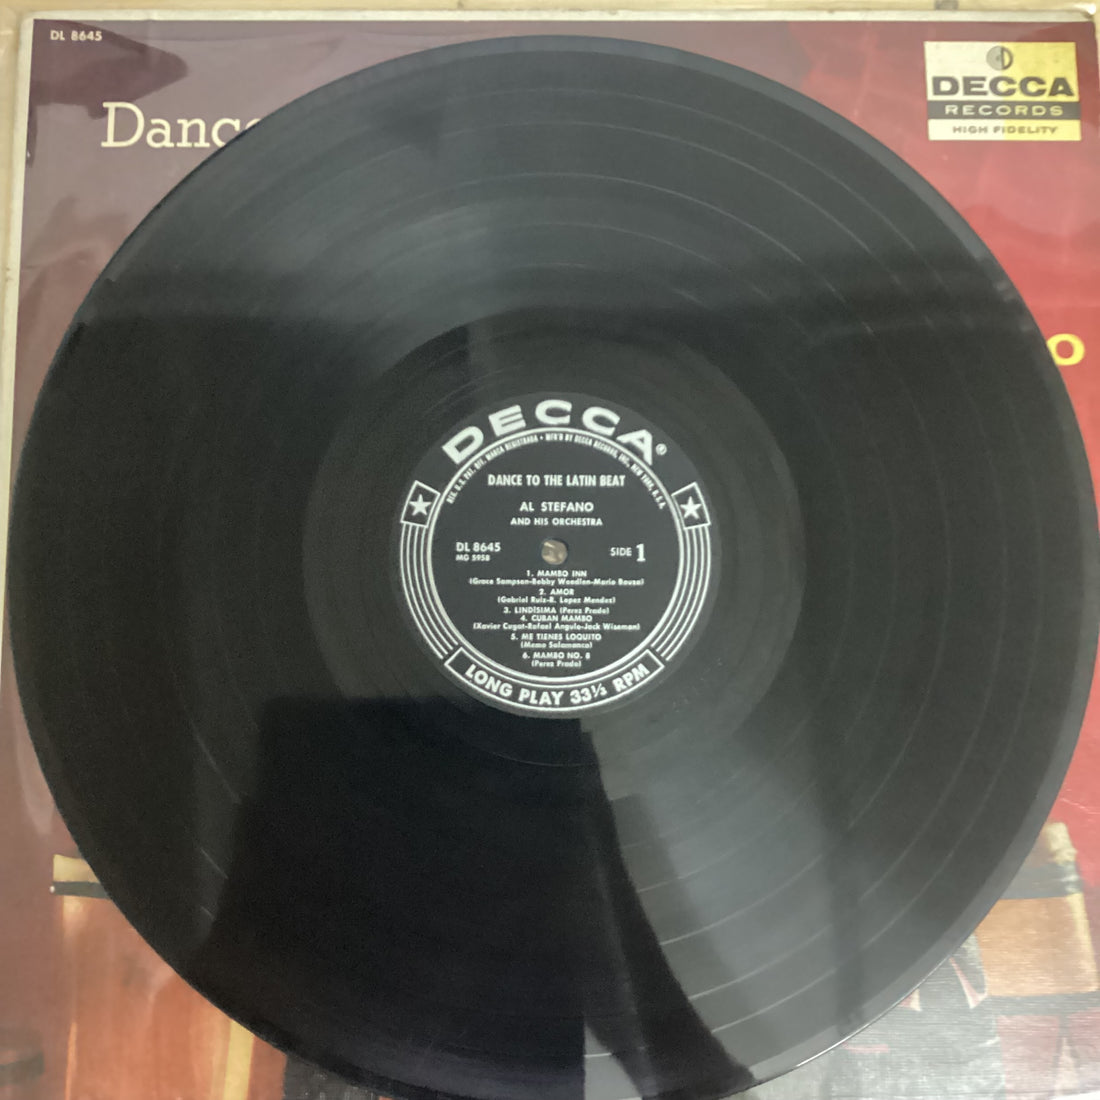 DL 8645
DECCA
RECORDS
HIGH FIDELITY
Danc
O
DECCA®
REG. U.S. PAT. OFF. MARCA REGISTRADA • MFR'D BY DECCA RECORDS, INC., NEW YORK, U.S.A.
DANCE TO THE LATIN BEAT
AL STEFANO
AND HIS ORCHESTRA
DL 8645
MG 5958
SIDE 1
1. MAMBO INN
(Grace Sampson-Bobby Woodlen-Mario Bauza)
2. AMOR
(Gabriel Ruiz-R. Lopez Mendez)
3. LINDISIMA (Perez Prado)
4. CUBAN MAMBO
(Xavier Cugat-Rafael Angulo-Jack Wiseman)
5. ME TIENES LOQUITO
(Memo Salamanca)
6. MAMBO NO. 8
(Perez Prado)
LONG PLAY 33⅓ RPM